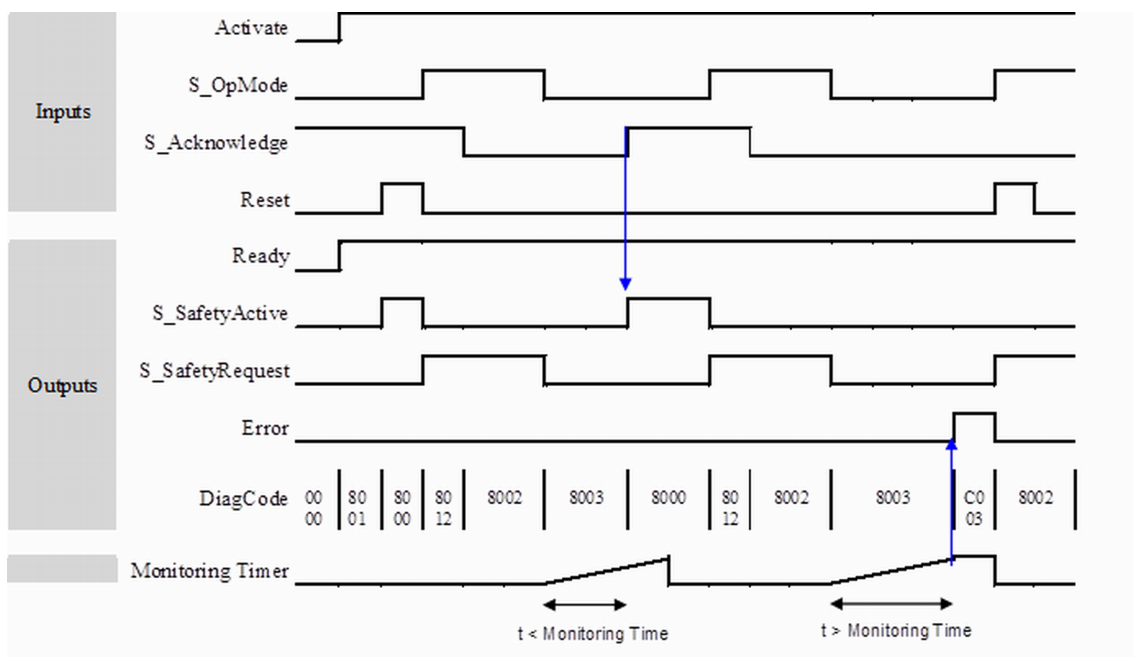 Inputs
Activate
S_OpMode
S_Acknowledge
Reset
Outputs
Ready
S_SafetyActive
S_SafetyRequest
Error
DiagCode
00
00
80
01
80
00
80
12
8002
8003
8000
80
12
8002
8003
C0
03
8002
Monitoring Timer
t < Monitoring Time
t > Monitoring Time